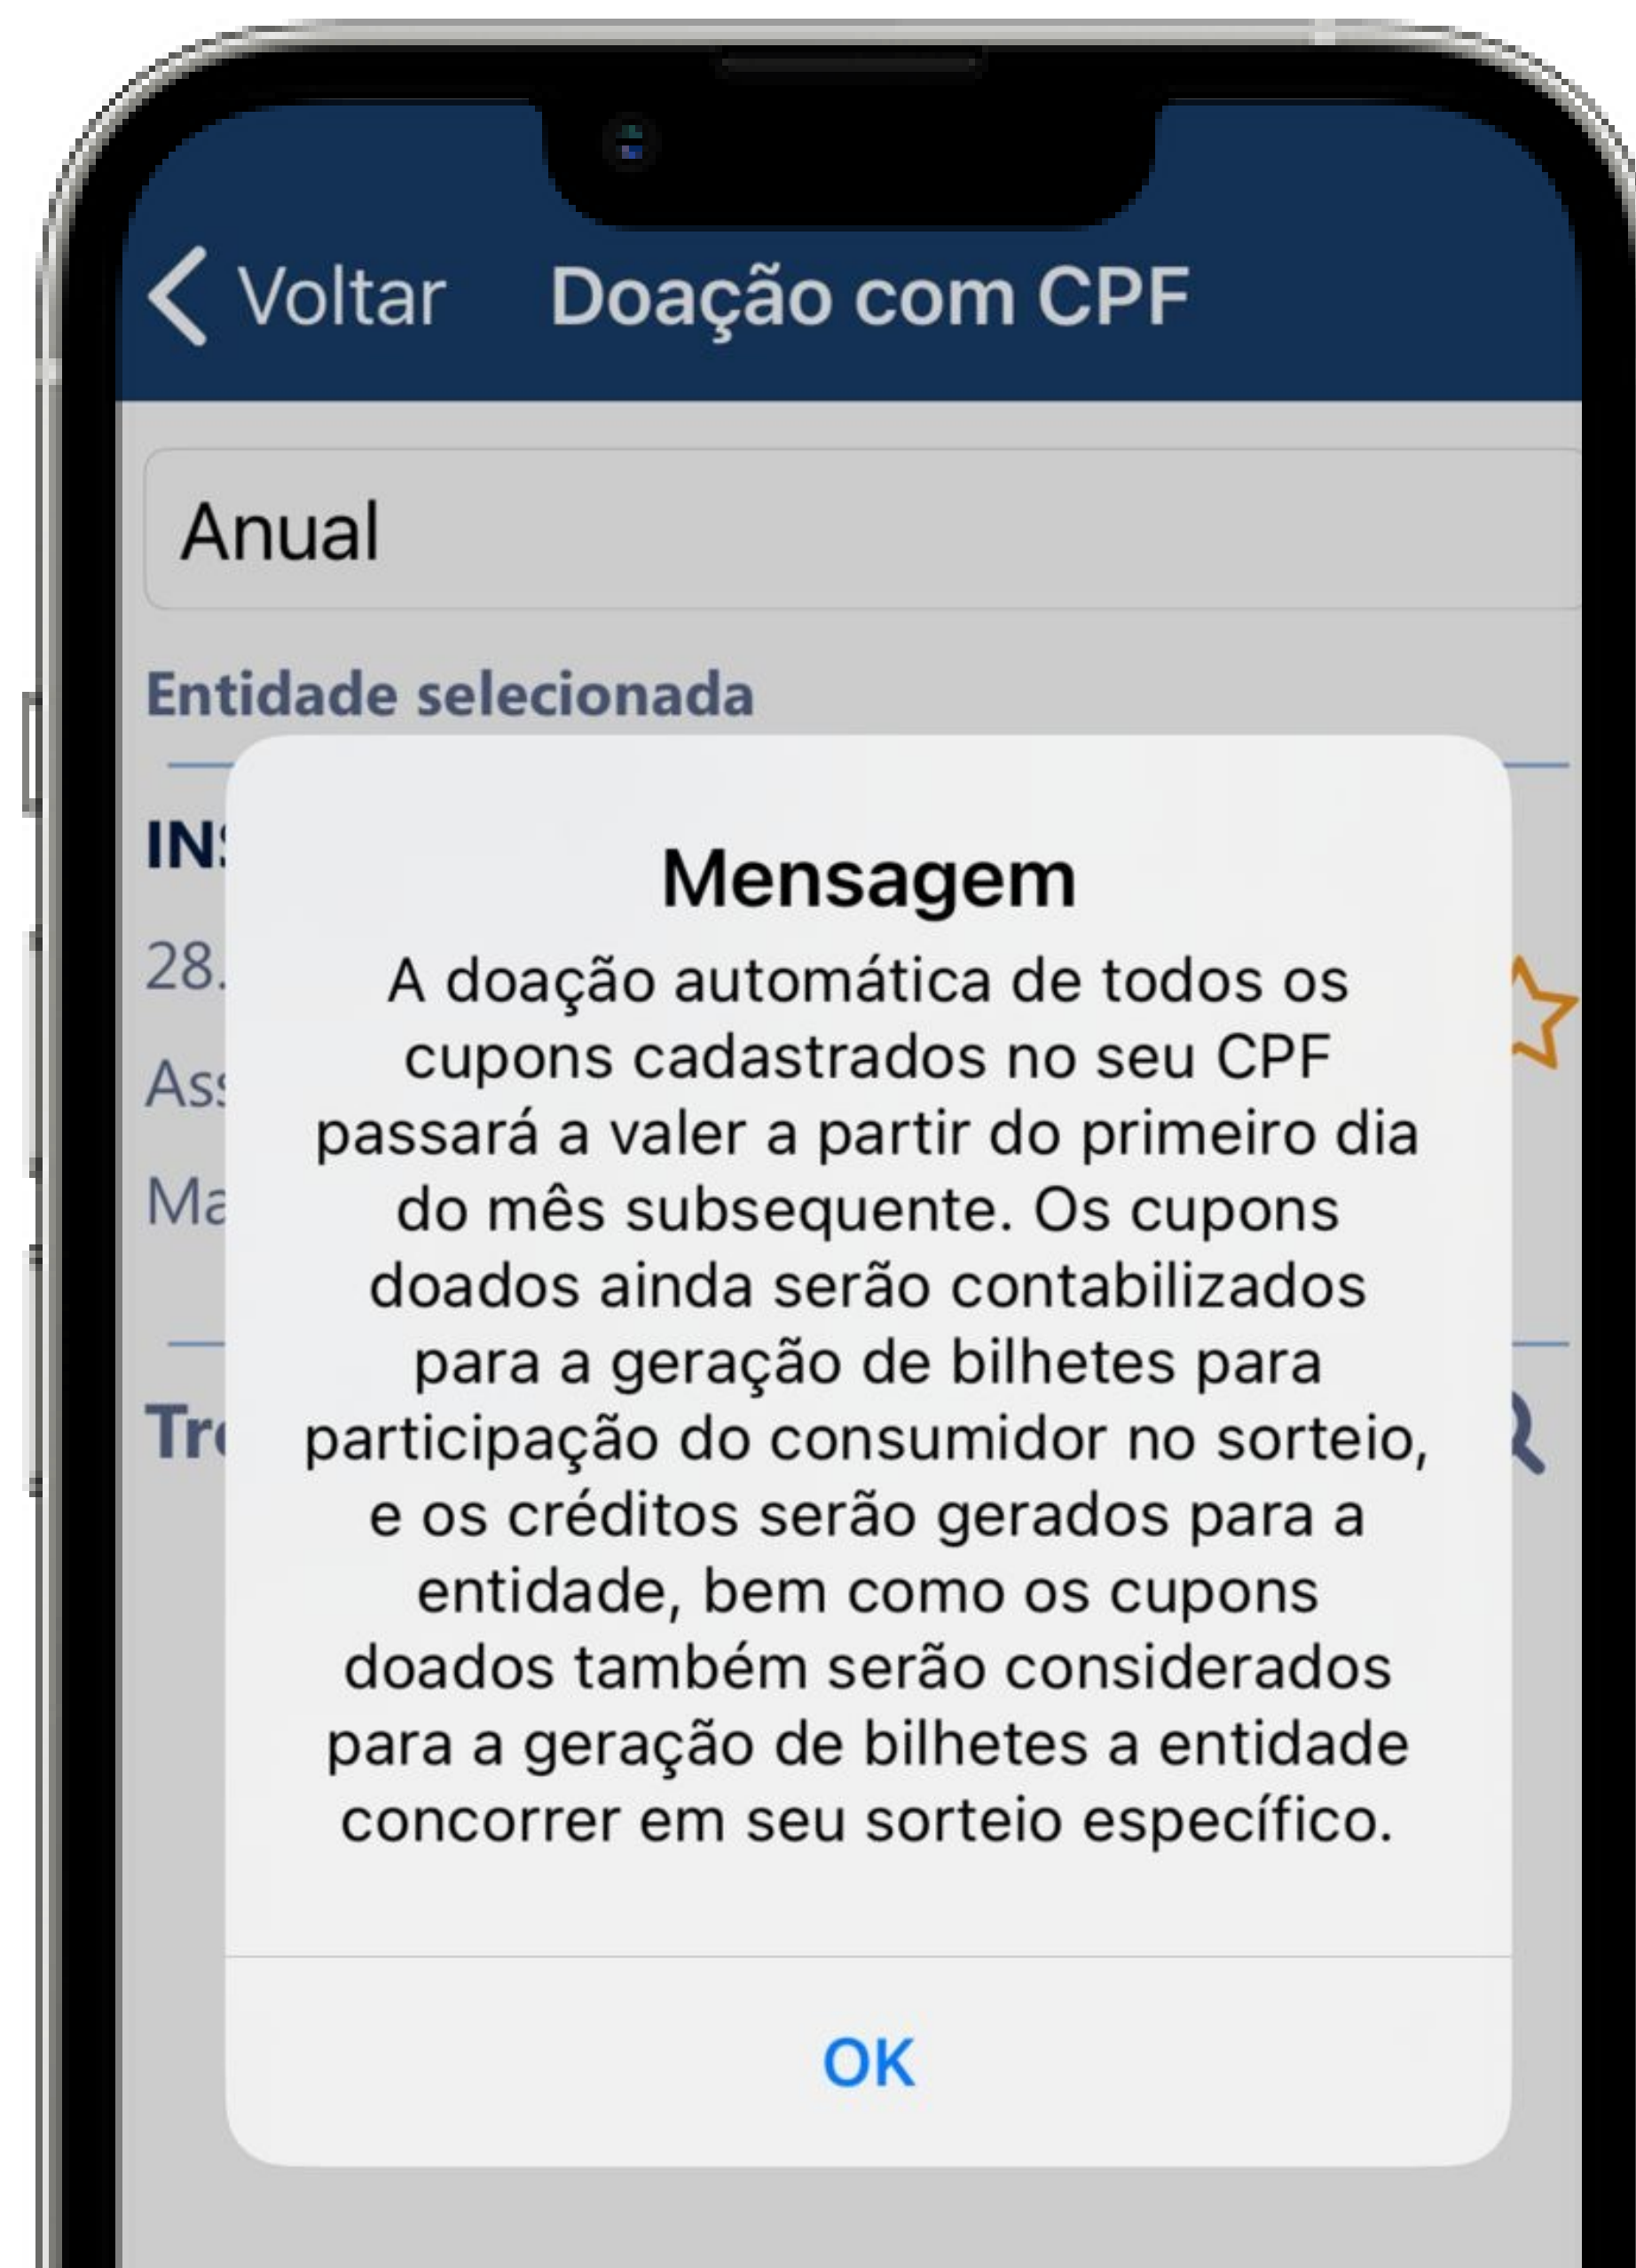 Voltar Doação com CPF
Anual
Entidade selecionada
Mensagem
A doação automática de todos os
cupons cadastrados no seu CPF
passará a valer a partir do primeiro dia
do mês subsequente. Os cupons
doados ainda serão contabilizados
para a geração de bilhetes para
participação do consumidor no sorteio,
e os créditos serão gerados para a
entidade, bem como os cupons
doados também serão considerados
para a geração de bilhetes a entidade
concorrer em seu sorteio específico.
28.
OK